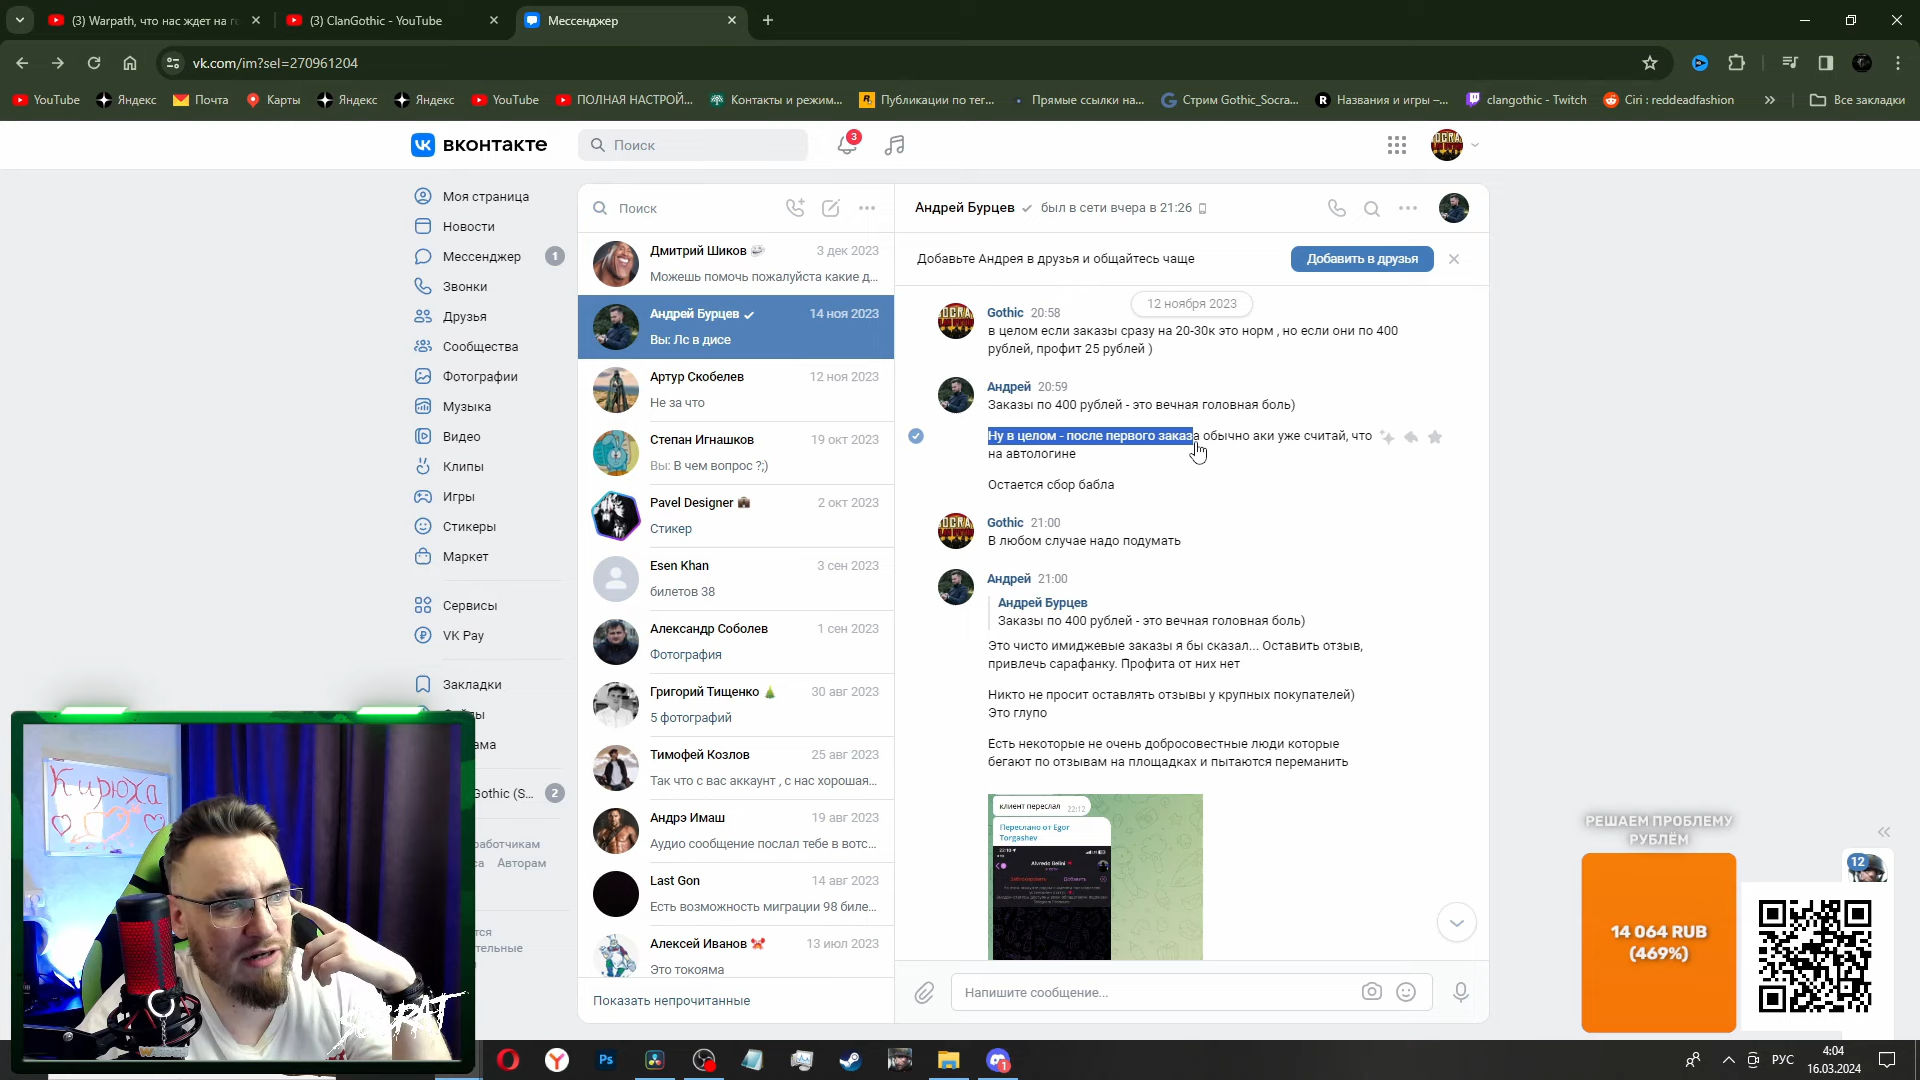 (3) Warpath, что нас ждет на г
(3) ClanGothic - YouTube
Мессенджер
vk.com/im?sel=270961204
YouTube
Яндекс
Почта
Карты
Яндекс
Яндекс
YouTube
ПОЛНАЯ НАСТРОЙ...
Контакты и режим...
Публикации по тег...
Прямые ссылки на...
Стрим Gothic_Socra...
Названия и игры –...
clangothic - Twitch
Ciri : reddeadfashion
Все закладки
вконтакте
Поиск
3
Моя страница
Новости
Мессенджер
1
Звонки
Друзья
Сообщества
Фотографии
Музыка
Видео
Клипы
Игры
Стикеры
Маркет
Сервисы
VK Pay
Закладки
Gothic (S...
2
Авторам
Поиск
Дмитрий Шиков
3 дек 2023
Можешь помочь пожалуйста какие д...
Андрей Бурцев
14 ноя 2023
Вы: Лс в дисе
Артур Скобелев
12 ноя 2023
Не за что
Степан Игнашков
19 окт 2023
Вы: В чем вопрос ?;)
Pavel Designer
2 окт 2023
Стикер
Esen Khan
3 сен 2023
билетов 38
Александр Соболев
1 сен 2023
Фотография
Григорий Тищенко
30 авг 2023
5 фотографий
Тимофей Козлов
25 авг 2023
Так что с вас аккаунт , с нас хорошая...
Андрэ Имаш
19 авг 2023
Аудио сообщение послал тебе в вотс...
Last Gon
14 авг 2023
Есть возможность миграции 98 биле...
Алексей Иванов
13 июл 2023
Это токояма
Показать непрочитанные
Андрей Бурцев
был в сети вчера в 21:26
Добавьте Андрея в друзья и общайтесь чаще
Добавить в друзья
12 ноября 2023
Gothic 20:58
в целом если заказы сразу на 20-30к это норм , но если они по 400
рублей, профит 25 рублей )
Андрей 20:59
Заказы по 400 рублей - это вечная головная боль)
Ну в целом - после первого заказа обычно аки уже считай, что
на автологине
Остается сбор бабла
Gothic 21:00
В любом случае надо подумать
Андрей 21:00
Андрей Бурцев
Заказы по 400 рублей - это вечная головная боль)
Это чисто имиджевые заказы я бы сказал... Оставить отзыв,
привлечь сарафанку. Профита от них нет
Никто не просит оставлять отзывы у крупных покупателей)
Это глупо
Есть некоторые не очень добросовестные люди которые
бегают по отзывам на площадках и пытаются переманить
клиент переслал 22:12
Переслано от Egor
Torgashev
Напишите сообщение...
Кирюха
РЕШАЕМ ПРОБЛЕМУ
РУБЛЁМ
14 064 RUB
(469%)
12
Ps
РУС
4:04
16.03.2024